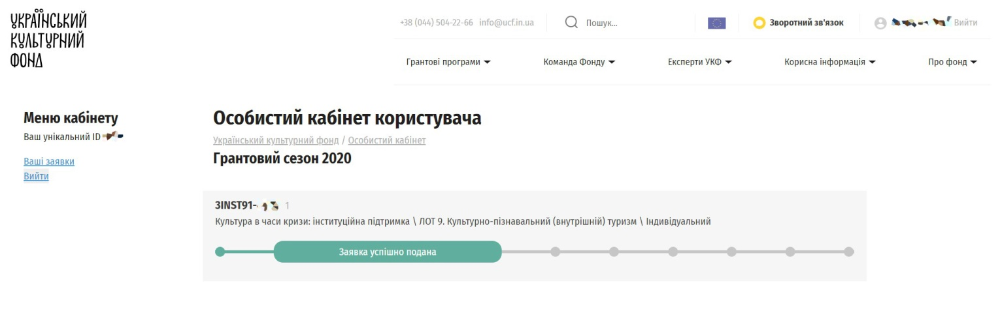 УКРАЇНСЬКИЙ
КУЛЬТУРНИЙ
ФОНД
+38 (044) 504-22-66 info@ucf.in.ua Пошук... Зворотний зв'язок Вийти
Грантові програми Команда Фонду Експерти УКФ Корисна інформація Про фонд
Меню кабінету
Ваш унікальний ID
Ваші заявки
Вийти
Особистий кабінет користувача
Український культурний фонд / Особистий кабінет
Грантовий сезон 2020
3INST91- 1
Культура в часи кризи: інституційна підтримка \ ЛОТ 9. Культурно-пізнавальний (внутрішній) туризм \ Індивідуальний
Заявка успішно подана